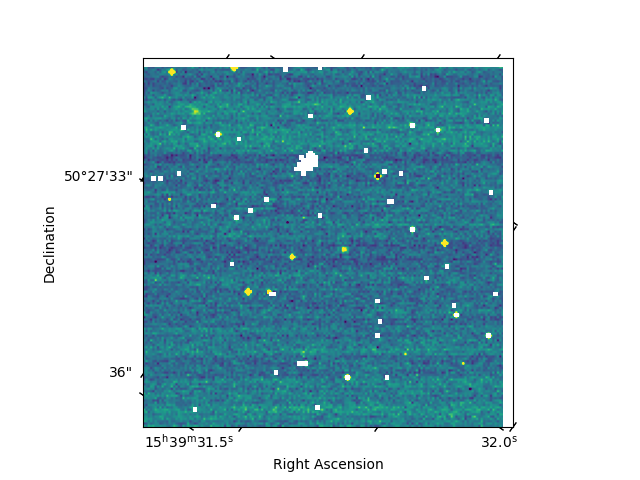 50°27'33"
Declination
36"
15ʰ39ᵐ31.5ˢ
32.0ˢ
Right Ascension